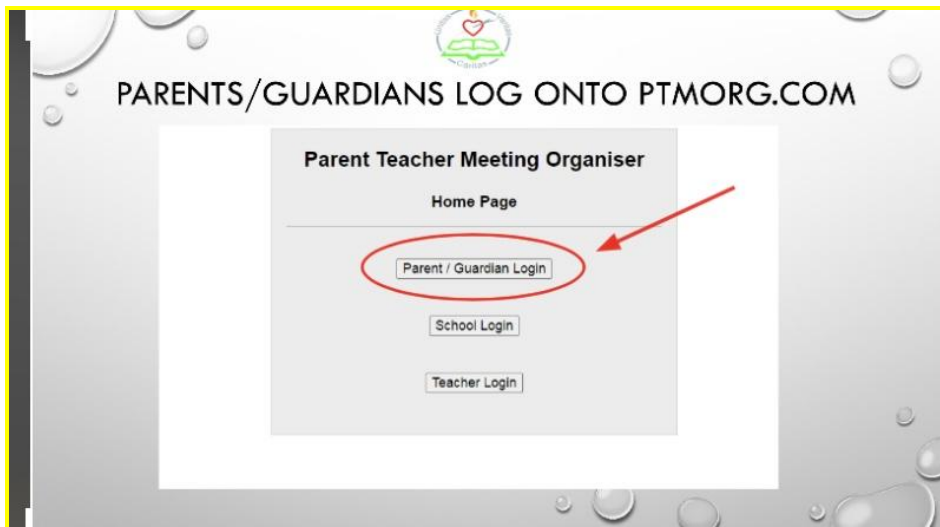 Caritas
PARENTS/GUARDIANS LOG ONTO PTMORG.COM
Parent Teacher Meeting Organiser
Home Page
Parent / Guardian Login
School Login
Teacher Login